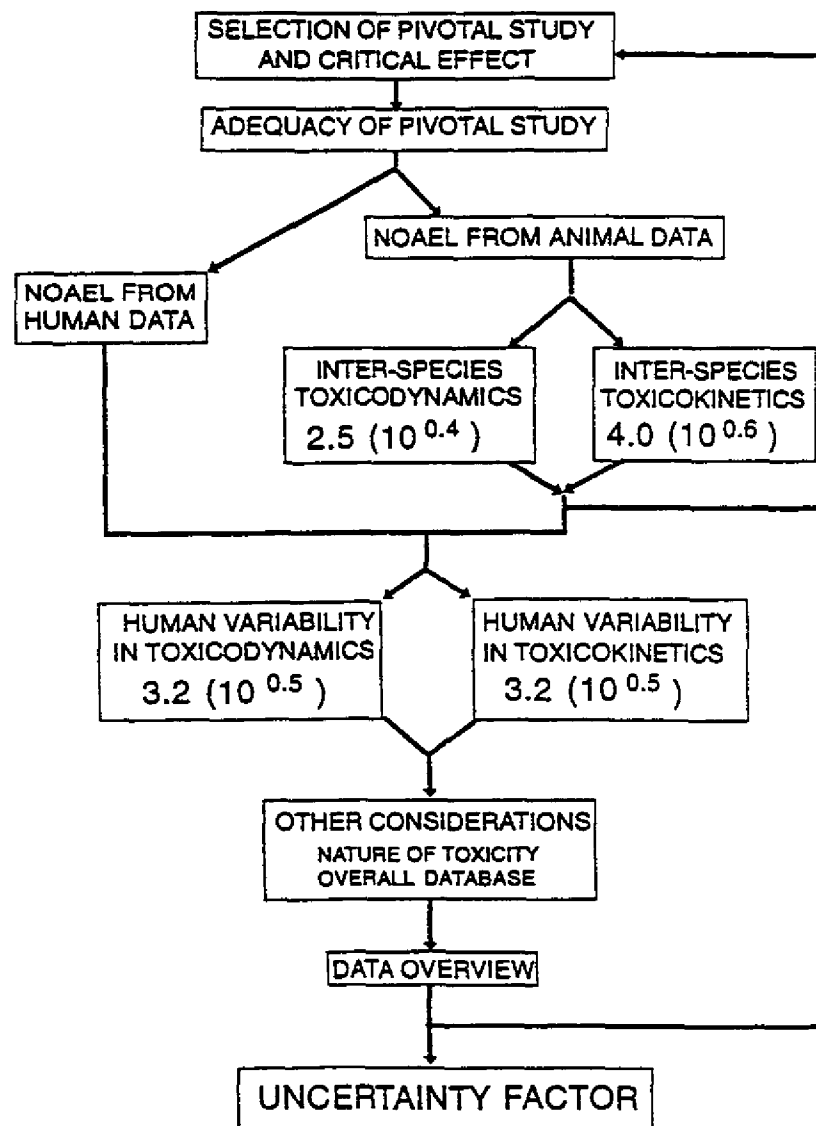 SELECTION OF PIVOTAL STUDY
AND CRITICAL EFFECT
ADEQUACY OF PIVOTAL STUDY
NOAEL FROM ANIMAL DATA
NOAEL FROM
HUMAN DATA
INTER-SPECIES
TOXICODYNAMICS
2.5 (10^0.4)
INTER-SPECIES
TOXICOKINETICS
4.0 (10^0.6)
HUMAN VARIABILITY
IN TOXICODYNAMICS
3.2 (10^0.5)
HUMAN VARIABILITY
IN TOXICOKINETICS
3.2 (10^0.5)
OTHER CONSIDERATIONS
NATURE OF TOXICITY
OVERALL DATABASE
DATA OVERVIEW
UNCERTAINTY FACTOR